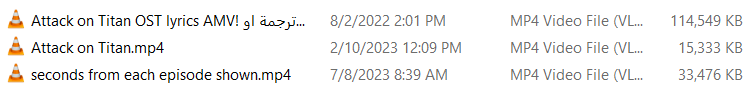 Attack on Titan OST lyrics AMV! ترجمة او... 8/2/2022 2:01 PM MP4 Video File (VL... 114,549 KB
Attack on Titan.mp4 2/10/2023 12:09 PM MP4 Video File (VL... 15,333 KB
seconds from each episode shown.mp4 7/8/2023 8:39 AM MP4 Video File (VL... 33,476 KB